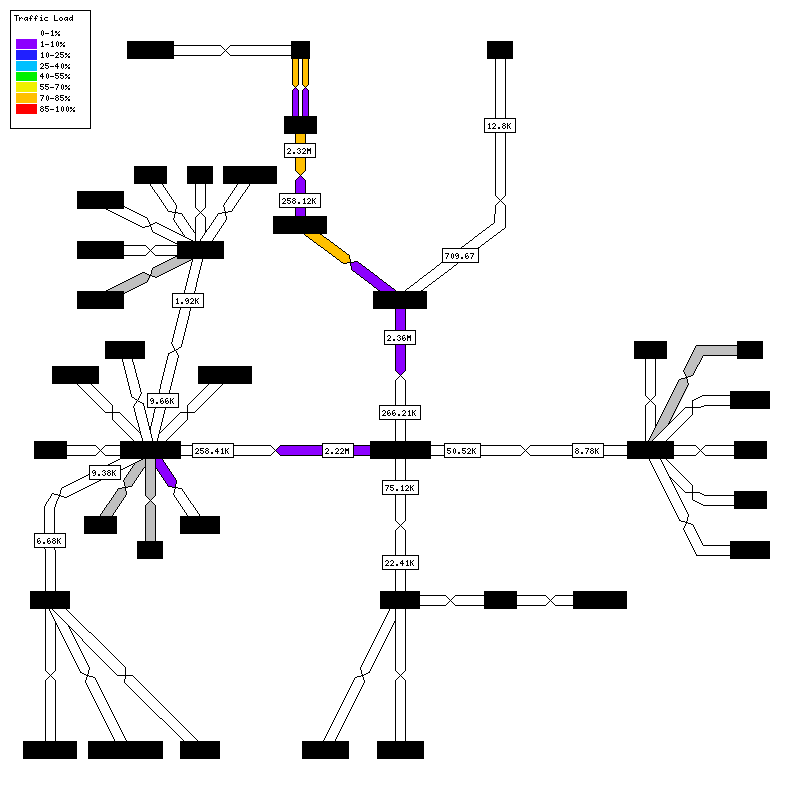 Traffic Load
0-1%
1-10%
10-25%
25-40%
40-55%
55-70%
70-85%
85-100%
12.8K
2.32M
258.12K
709.67
1.92K
2.36M
9.66K
266.21K
258.41K
2.22M
50.52K
8.78K
9.38K
75.12K
6.68K
22.41K